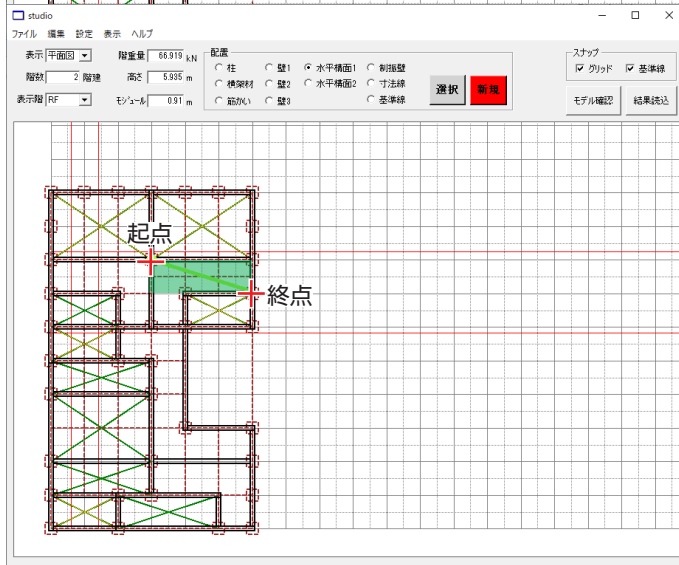 studio
ファイル 編集 設定 表示 ヘルプ
表示 平面図 階重量 66.919 kN 配置 スナップ
柱 壁1 水平構面1 制振壁 グリッド 基準線
階数 2 階建 高さ 5.935 m
横架材 壁2 水平構面2 寸法線 選択 新規
表示階 RF モジュール 0.91 m 筋かい 壁3 基準線 モデル確認 結果読込
起点
終点